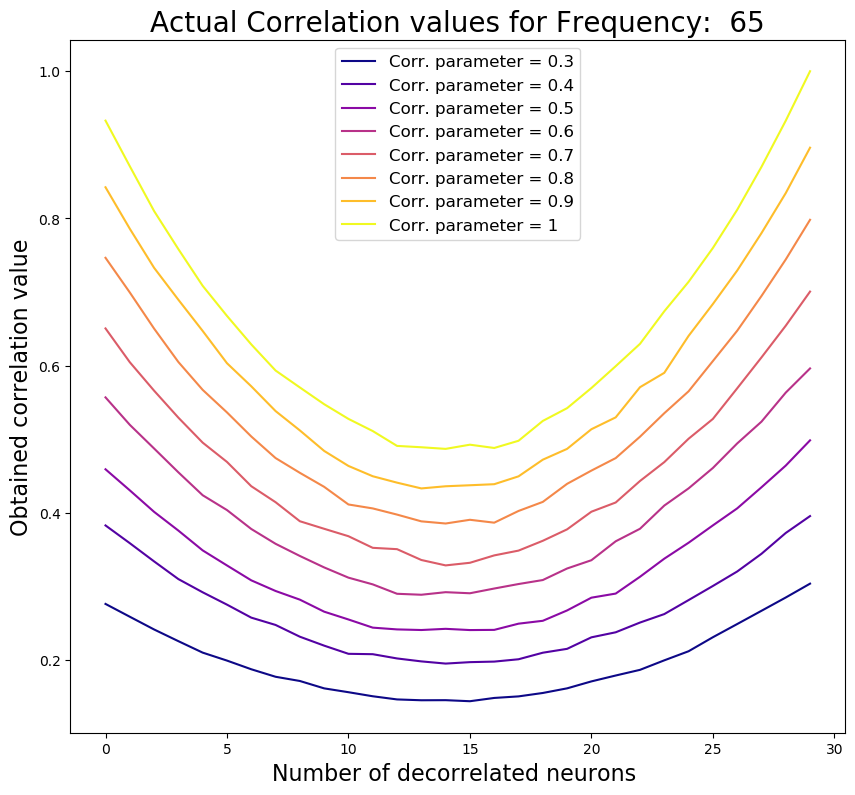 Actual Correlation values for Frequency:  65
Corr. parameter = 0.3
Corr. parameter = 0.4
Corr. parameter = 0.5
Corr. parameter = 0.6
Corr. parameter = 0.7
Corr. parameter = 0.8
Corr. parameter = 0.9
Corr. parameter = 1
Obtained correlation value
1.0
0.8
0.6
0.4
0.2
0 5 10 15 20 25 30
Number of decorrelated neurons